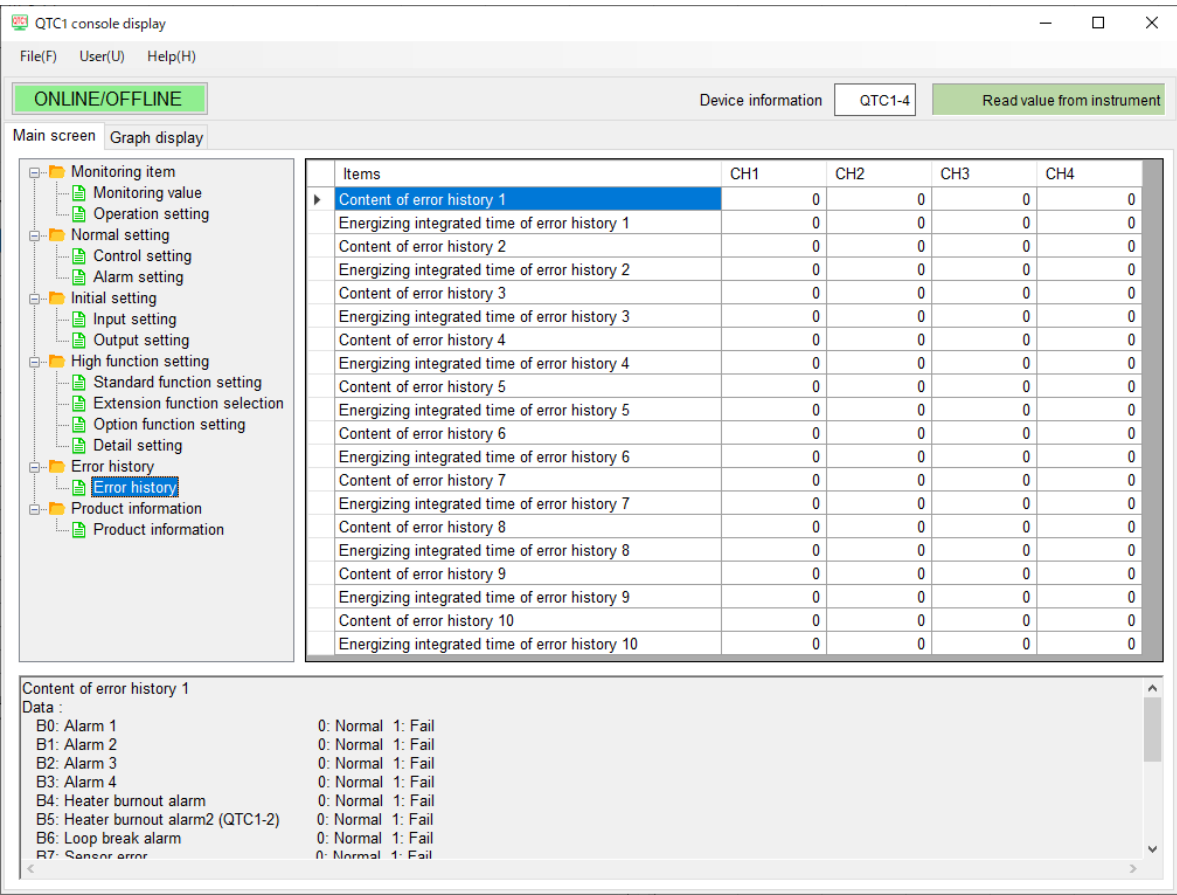 QTC1 console display
File(F) User(U) Help(H)
ONLINE/OFFLINE Device information QTC1-4 Read value from instrument
Main screen Graph display
Monitoring item
Monitoring value
Operation setting
Normal setting
Control setting
Alarm setting
Initial setting
Input setting
Output setting
High function setting
Standard function setting
Extension function selection
Option function setting
Detail setting
Error history
Error history
Product information
Product information
Items CH1 CH2 CH3 CH4
Content of error history 1 0 0 0 0
Energizing integrated time of error history 1 0 0 0 0
Content of error history 2 0 0 0 0
Energizing integrated time of error history 2 0 0 0 0
Content of error history 3 0 0 0 0
Energizing integrated time of error history 3 0 0 0 0
Content of error history 4 0 0 0 0
Energizing integrated time of error history 4 0 0 0 0
Content of error history 5 0 0 0 0
Energizing integrated time of error history 5 0 0 0 0
Content of error history 6 0 0 0 0
Energizing integrated time of error history 6 0 0 0 0
Content of error history 7 0 0 0 0
Energizing integrated time of error history 7 0 0 0 0
Content of error history 8 0 0 0 0
Energizing integrated time of error history 8 0 0 0 0
Content of error history 9 0 0 0 0
Energizing integrated time of error history 9 0 0 0 0
Content of error history 10 0 0 0 0
Energizing integrated time of error history 10 0 0 0 0
Content of error history 1
Data :
B0: Alarm 1 0: Normal 1: Fail
B1: Alarm 2 0: Normal 1: Fail
B2: Alarm 3 0: Normal 1: Fail
B3: Alarm 4 0: Normal 1: Fail
B4: Heater burnout alarm 0: Normal 1: Fail
B5: Heater burnout alarm2 (QTC1-2) 0: Normal 1: Fail
B6: Loop break alarm 0: Normal 1: Fail
B7: Sensor error 0: Normal 1: Fail